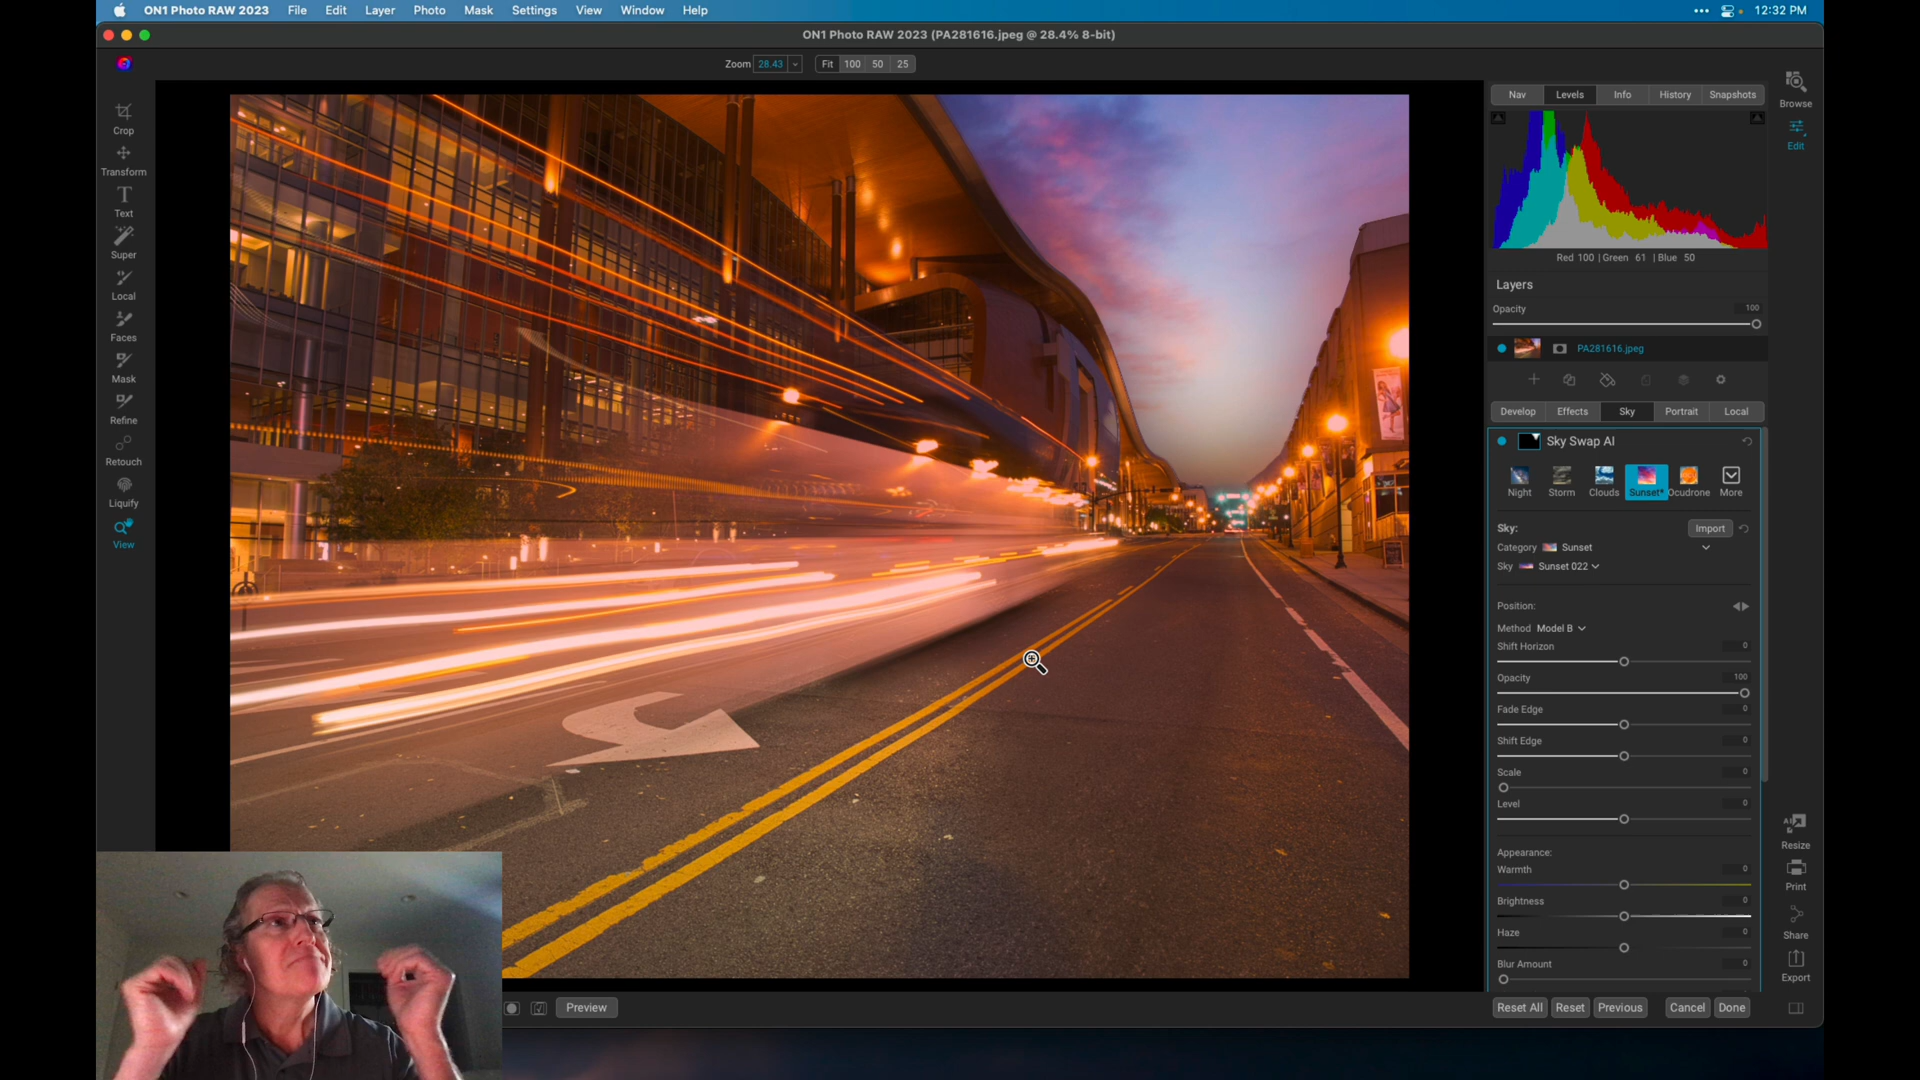 ON1 Photo RAW 2023 File Edit Layer Photo Mask Settings View Window Help 12:32 PM
ON1 Photo RAW 2023 (PA281616.jpeg @ 28.4% 8-bit)
Zoom 28.43 Fit 100 50 25
Crop
Transform
Text
Super
Local
Faces
Mask
Refine
Retouch
Liquify
View
Nav Levels Info History Snapshots
Red 100 | Green 61 | Blue 50
Layers
Opacity 100
PA281616.jpeg
Develop Effects Sky Portrait Local
Sky Swap AI
Night Storm Clouds Sunset* Ocudrone More
Sky: Import
Category Sunset
Sky Sunset 022
Position:
Method Model B
Shift Horizon 0
Opacity 100
Fade Edge 0
Shift Edge 0
Scale 0
Level 0
Appearance:
Warmth 0
Brightness 0
Haze 0
Blur Amount 0
Preview
Reset All Reset Previous Cancel Done
Browse
Edit
AI
Resize
Print
Share
Export